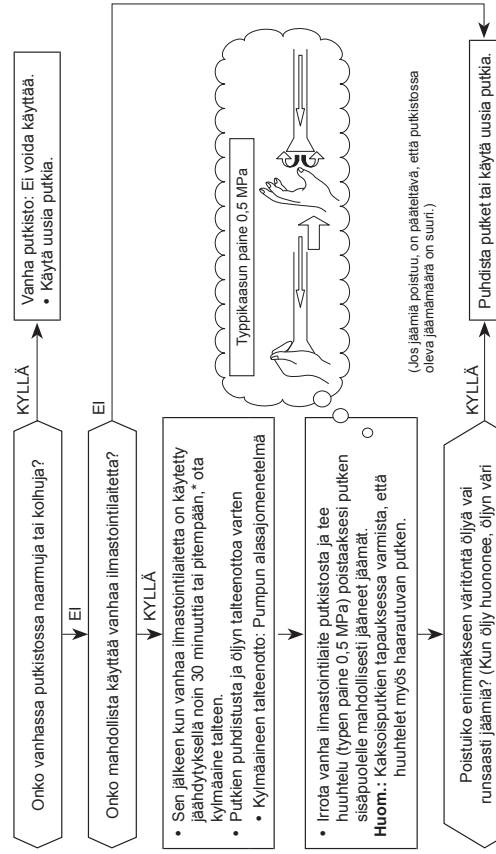 Onko vanhassa putkistossa naarmuja tai kolhuja?
KYLLÄ
Vanha putkisto: Ei voida käyttää.
• Käytä uusia putkia.
EI
Onko mahdollista käyttää vanhaa ilmastointilaitetta?
EI
KYLLÄ
• Sen jälkeen kun vanhaa ilmastointilaitetta on käytetty
jäähdytyksellä noin 30 minuuttia tai pitempään,* ota
kylmäaine talteen.
• Putkien puhdistusta ja öljyn talteenottoa varten
• Kylmäaineen talteenotto: Pumpun alasajomenetelmä
Typpikaasun paine 0,5 MPa
• Irrota vanha ilmastointilaite putkistosta ja tee
huuhtelu (typen paine 0,5 MPa) poistaaksesi putken
sisäpuolelle mahdollisesti jääneet jäämät.
Huom.: Kaksoisputkien tapauksessa varmista, että
huuhtelet myös haarautuvan putken.
(Jos jäämiä poistuu, on pääteltävä, että putkistossa
oleva jäämämäärä on suuri.)
Poistuiko enimmäkseen väritöntä öljyä vai
runsaasti jäämiä? (Kun öljy huononee, öljyn väri
KYLLÄ
Puhdista putket tai käytä uusia putkia.